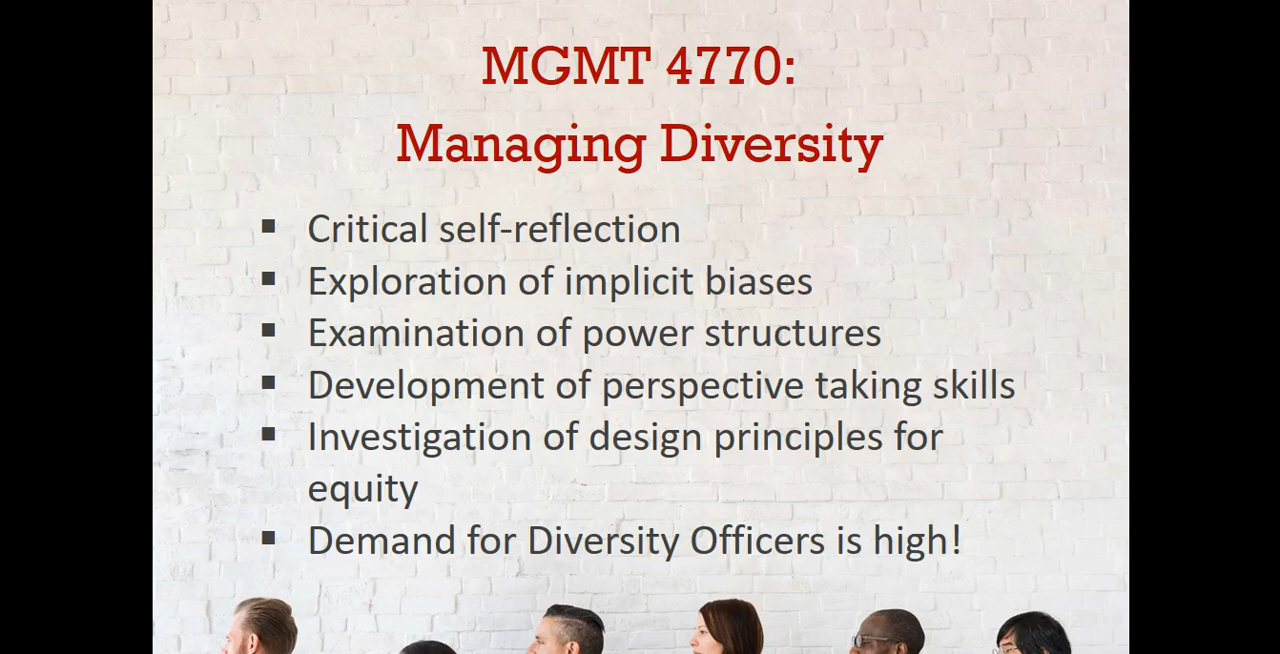 MGMT 4770:
Managing Diversity
▪ Critical self-reflection
▪ Exploration of implicit biases
▪ Examination of power structures
▪ Development of perspective taking skills
▪ Investigation of design principles for
equity
▪ Demand for Diversity Officers is high!